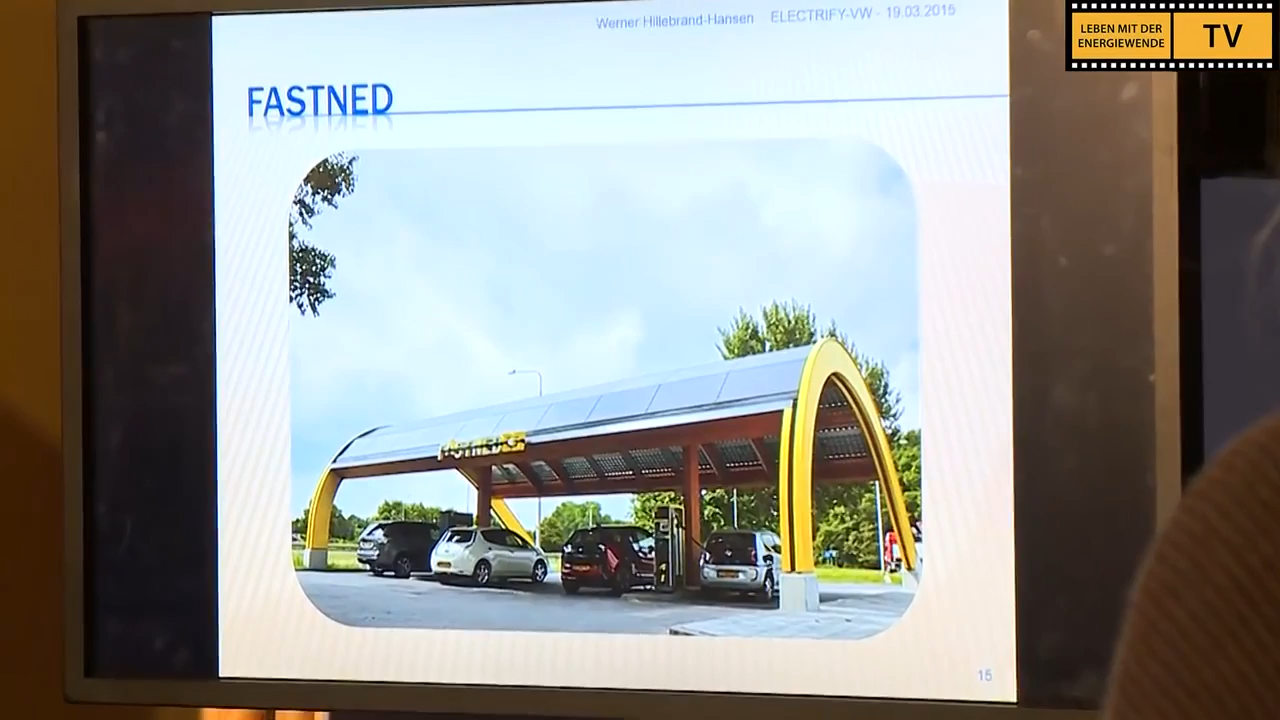 Werner Hillebrand-Hansen ELECTRIFY-VW - 19.03.2015
LEBEN MIT DER
ENERGIEWENDE
TV
FASTNED
FASTNED
15